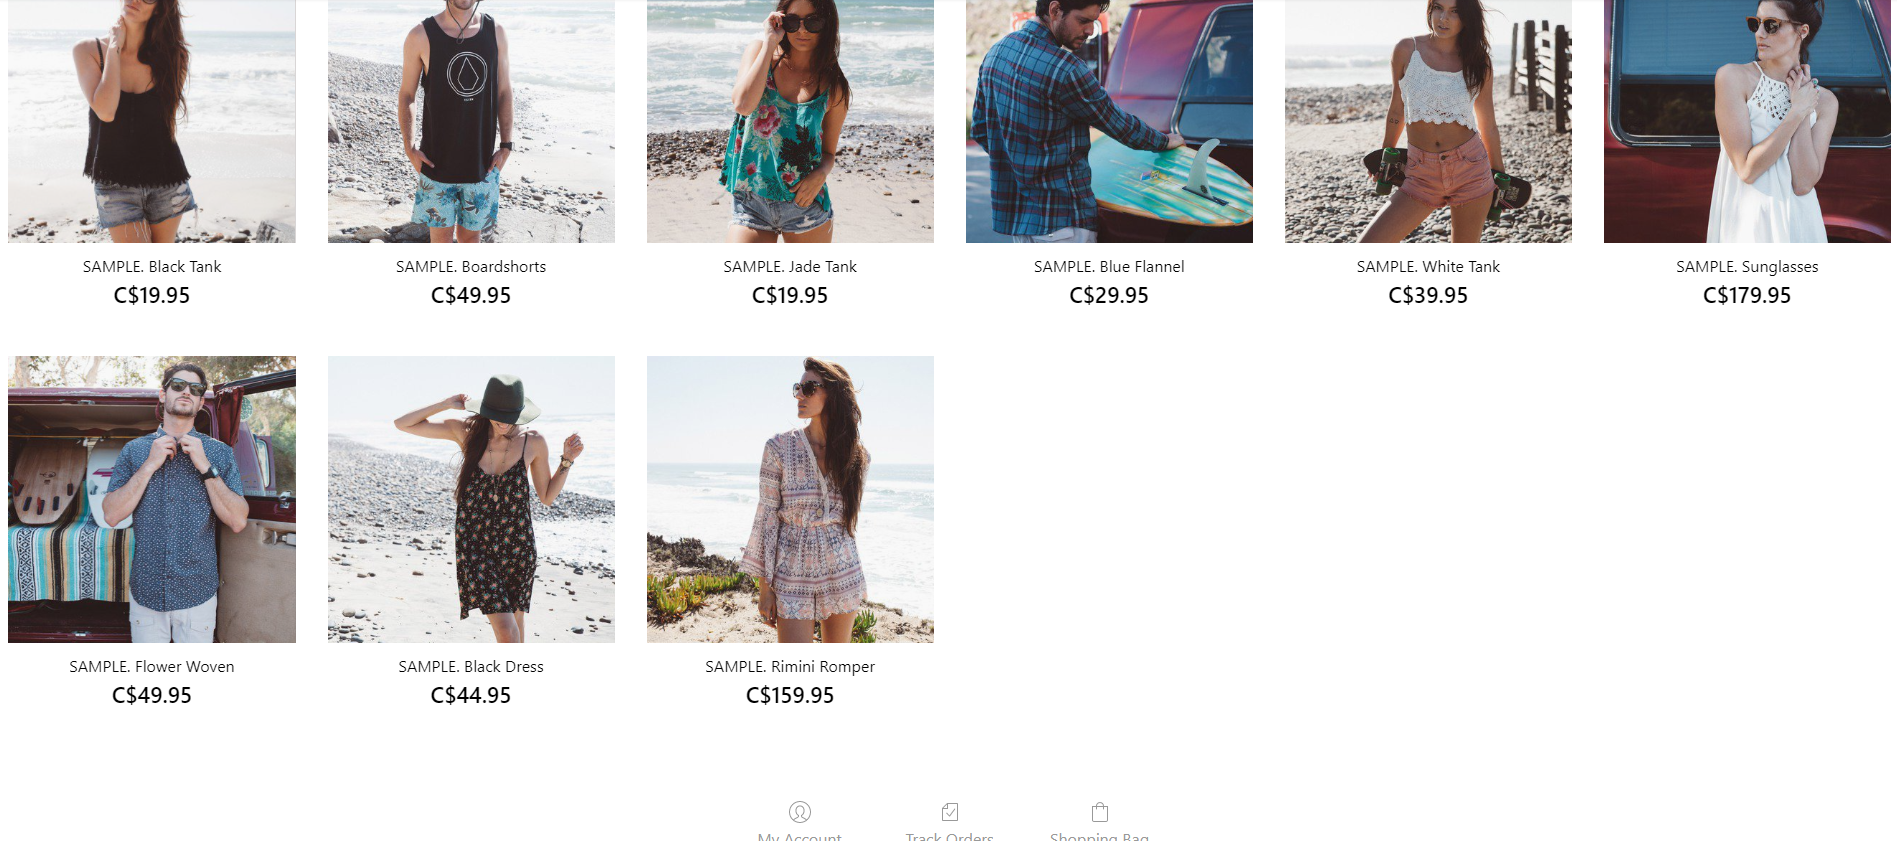 SAMPLE. Black Tank
C$19.95
SAMPLE. Boardshorts
C$49.95
SAMPLE. Jade Tank
C$19.95
SAMPLE. Blue Flannel
C$29.95
SAMPLE. White Tank
C$39.95
SAMPLE. Sunglasses
C$179.95
SAMPLE. Flower Woven
C$49.95
SAMPLE. Black Dress
C$44.95
SAMPLE. Rimini Romper
C$159.95
My Account
Track Orders
Shopping Bag